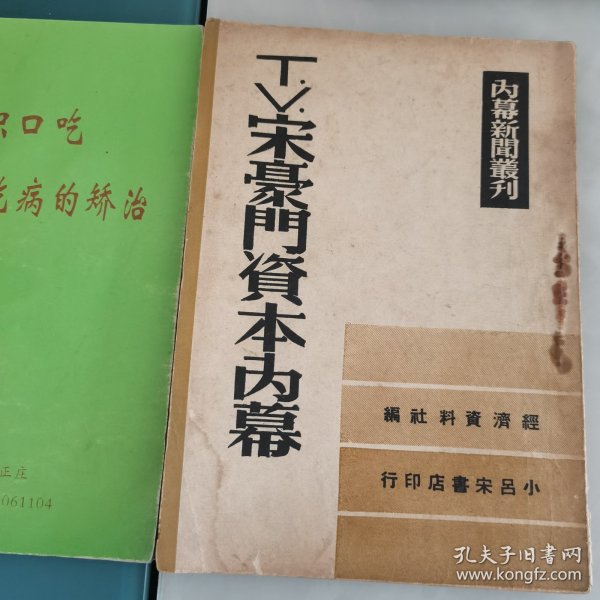 口吃
病的矫治
正庄
061104
內幕新聞叢刊
T.V.宋豪門資本內幕
經濟資料社編
小呂宋書店印行
孔夫子旧书网
www.kongfz.com